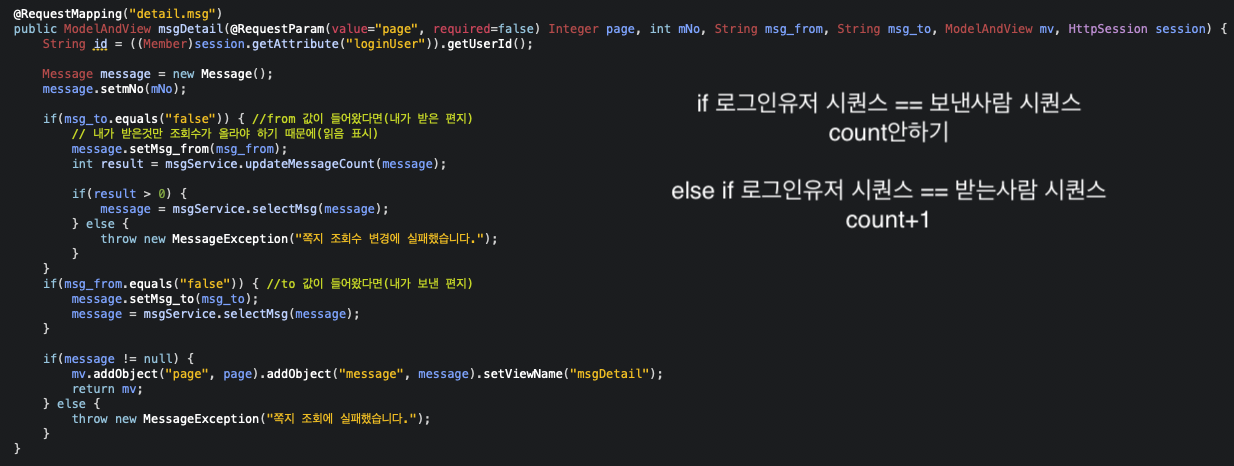 @RequestMapping("detail.msg")
public ModelAndView msgDetail(@RequestParam(value="page", required=false) Integer page, int mNo, String msg_from, String msg_to, ModelAndView mv, HttpSession session) {
String id = ((Member)session.getAttribute("loginUser")).getUserId();
Message message = new Message();
message.setmNo(mNo);
if(msg_to.equals("false")) { //from 값이 들어왔다면(내가 받은 편지)
// 내가 받은것만 조회수가 올라야 하기 때문에(읽음 표시)
message.setMsg_from(msg_from);
int result = msgService.updateMessageCount(message);
if(result > 0) {
message = msgService.selectMsg(message);
} else {
throw new MessageException("쪽지 조회수 변경에 실패했습니다.");
}
}
if(msg_from.equals("false")) { //to 값이 들어왔다면(내가 보낸 편지)
message.setMsg_to(msg_to);
message = msgService.selectMsg(message);
}
if(message != null) {
mv.addObject("page", page).addObject("message", message).setViewName("msgDetail");
return mv;
} else {
throw new MessageException("쪽지 조회에 실패했습니다.");
}
}
if 로그인유저 시퀀스 == 보낸사람 시퀀스
count안하기
else if 로그인유저 시퀀스 == 받는사람 시퀀스
count+1